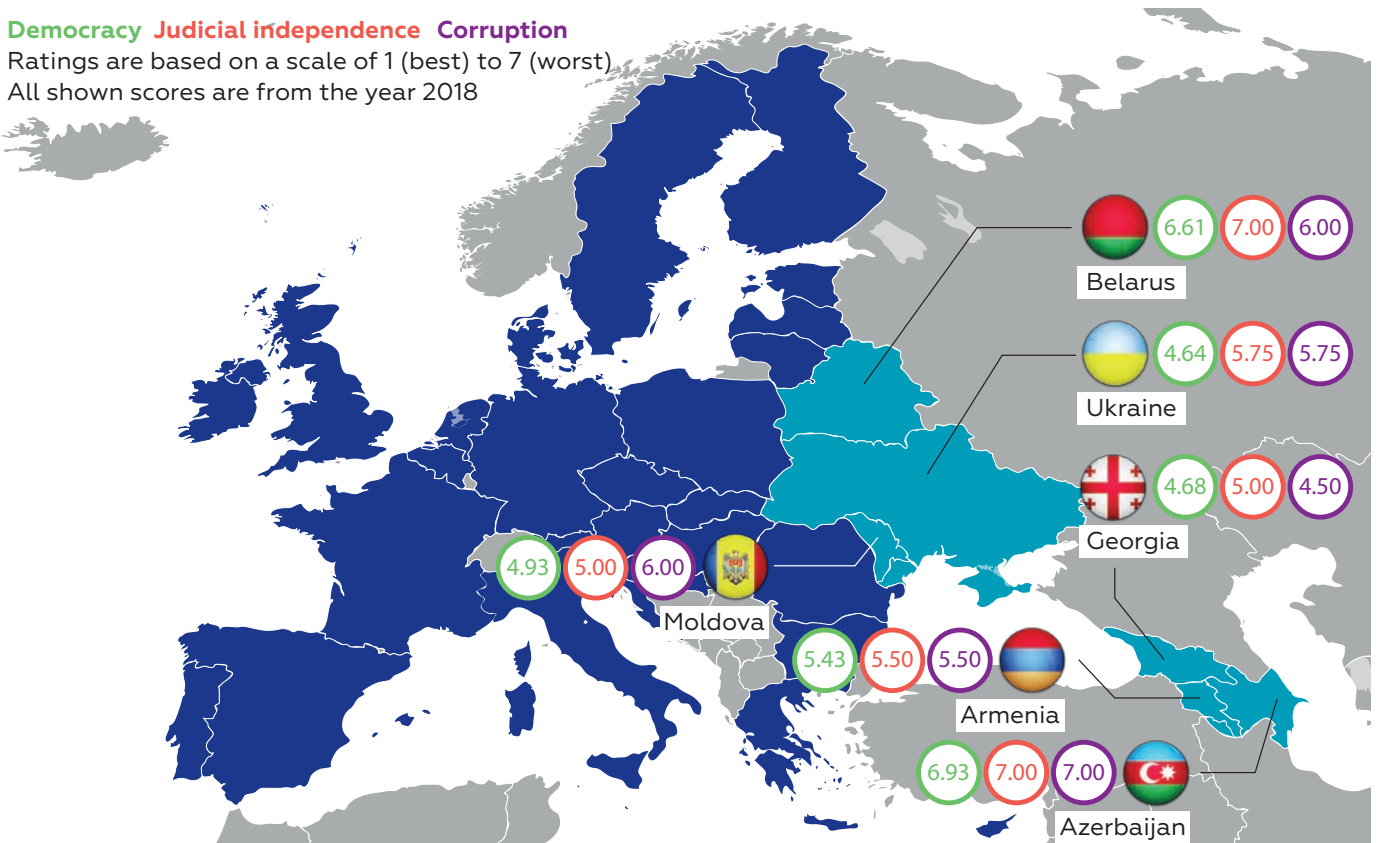 Democracy Judicial independence Corruption
Ratings are based on a scale of 1 (best) to 7 (worst)
All shown scores are from the year 2018
6.61 7.00 6.00
Belarus
4.64 5.75 5.75
Ukraine
4.68 5.00 4.50
Georgia
4.93 5.00 6.00
Moldova
5.43 5.50 5.50
Armenia
6.93 7.00 7.00
Azerbaijan